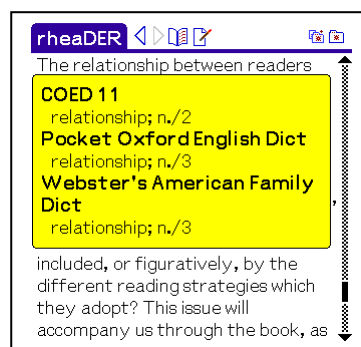 rheaDER
The relationship between readers
COED 11
relationship; n./2
Pocket Oxford English Dict
relationship; n./3
Webster's American Family
Dict
relationship; n./3
,
included, or figuratively, by the
different reading strategies which
they adopt? This issue will
accompany us through the book, as